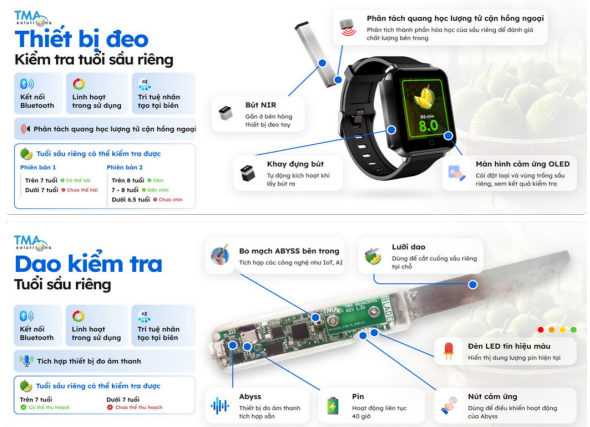 TMA
solutions
Thiết bị đeo
Kiểm tra tuổi sầu riêng
Kết nối
Bluetooth
Linh hoạt
trong sử dụng
Trí tuệ nhân
tạo tại biên
Phân tách quang học lượng tử cận hồng ngoại
Tuổi sầu riêng có thể kiểm tra được
Phiên bản 1
Trên 7 tuổi Có thể hái
Dưới 7 tuổi Chưa thể hái
Phiên bản 2
Trên 8 tuổi Chín
7 - 8 tuổi Gần chín
Dưới 6.5 tuổi Chưa chín
Phân tách quang học lượng tử cận hồng ngoại
Phân tích thành phần hóa học của sầu riêng để đánh giá
chất lượng bên trong
Bút NIR
Gắn ở bên hông
thiết bị đeo tay
Khay đựng bút
Tự động kích hoạt khi
lấy bút ra
Độ chín
8.0
Màn hình cảm ứng OLED
Cài đặt loại và vùng trồng sầu
riêng, xem kết quả kiểm tra
TMA
solutions
Dao kiểm tra
Tuổi sầu riêng
Kết nối
Bluetooth
Linh hoạt
trong sử dụng
Trí tuệ nhân
tạo tại biên
Tích hợp thiết bị đo âm thanh
Tuổi sầu riêng có thể kiểm tra được
Trên 7 tuổi
Có thể thu hoạch
Dưới 7 tuổi
Chưa thể thu hoạch
Bo mạch ABYSS bên trong
Tích hợp các công nghệ như IoT, AI
Lưỡi dao
Dùng để cắt cuống sầu riêng
tại chỗ
Đèn LED tín hiệu màu
Hiển thị dung lượng pin hiện tại
Abyss
Thiết bị đo âm thanh
tích hợp sẵn
Pin
Hoạt động liên tục
40 giờ
Nút cảm ứng
Dùng để điều khiển hoạt động
của Abyss